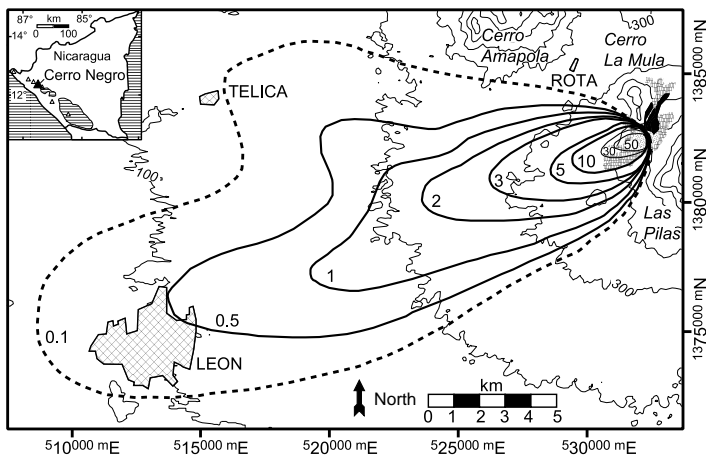 87° km 85°
0 100
14°
Nicaragua
Cerro Negro
12°
300
Cerro
Amapola
Cerro
La Mula
ROTA
TELICA
100
50
30
10
5
3
2
1
0.5
0.1
Las
Pilas
300
LEON
North
km
0 1 2 3 4 5
1385000 mN
1380000 mN
1375000 mN
510000 mE 515000 mE 520000 mE 525000 mE 530000 mE